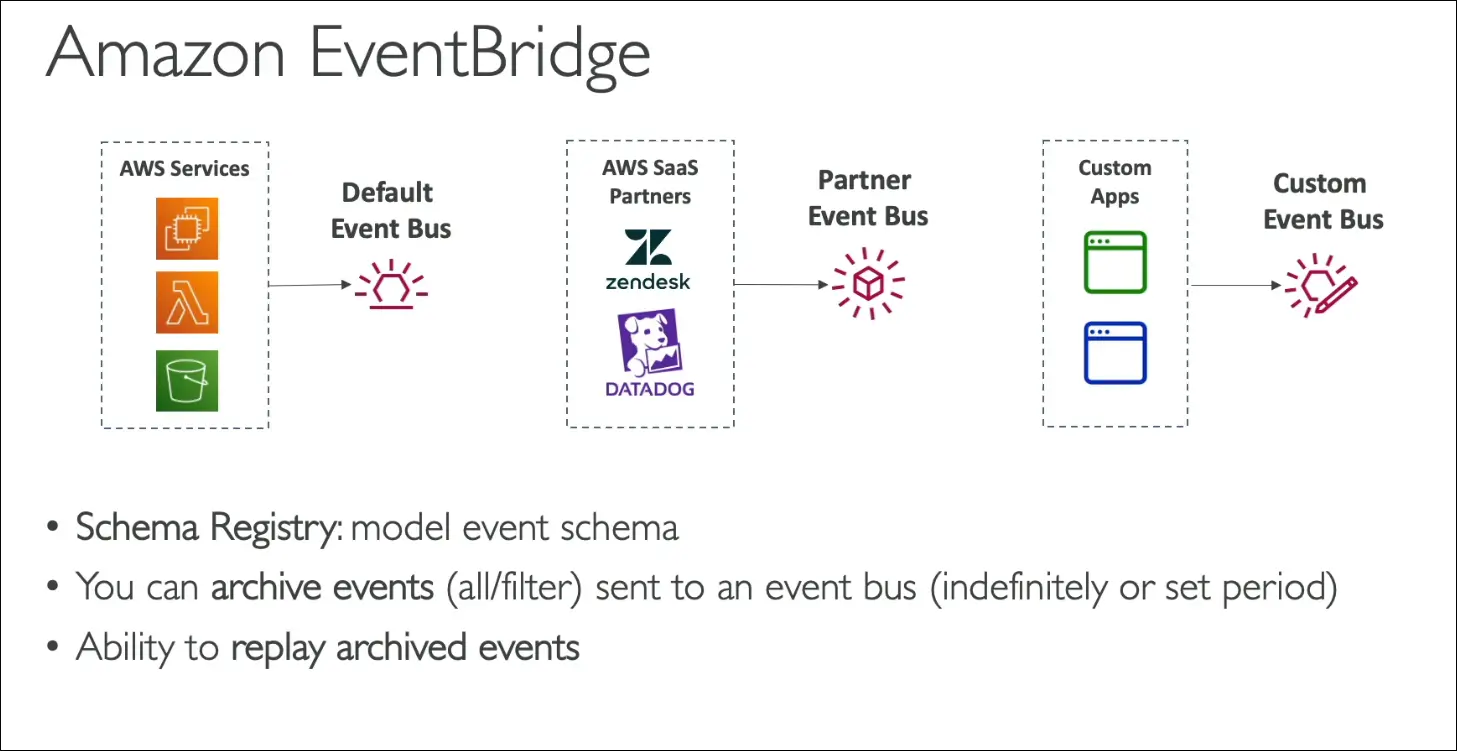 Amazon EventBridge
AWS Services
Default
Event Bus
AWS SaaS
Partners
zendesk
DATADOG
Partner
Event Bus
Custom
Apps
Custom
Event Bus
• Schema Registry: model event schema
• You can archive events (all/filter) sent to an event bus (indefinitely or set period)
• Ability to replay archived events